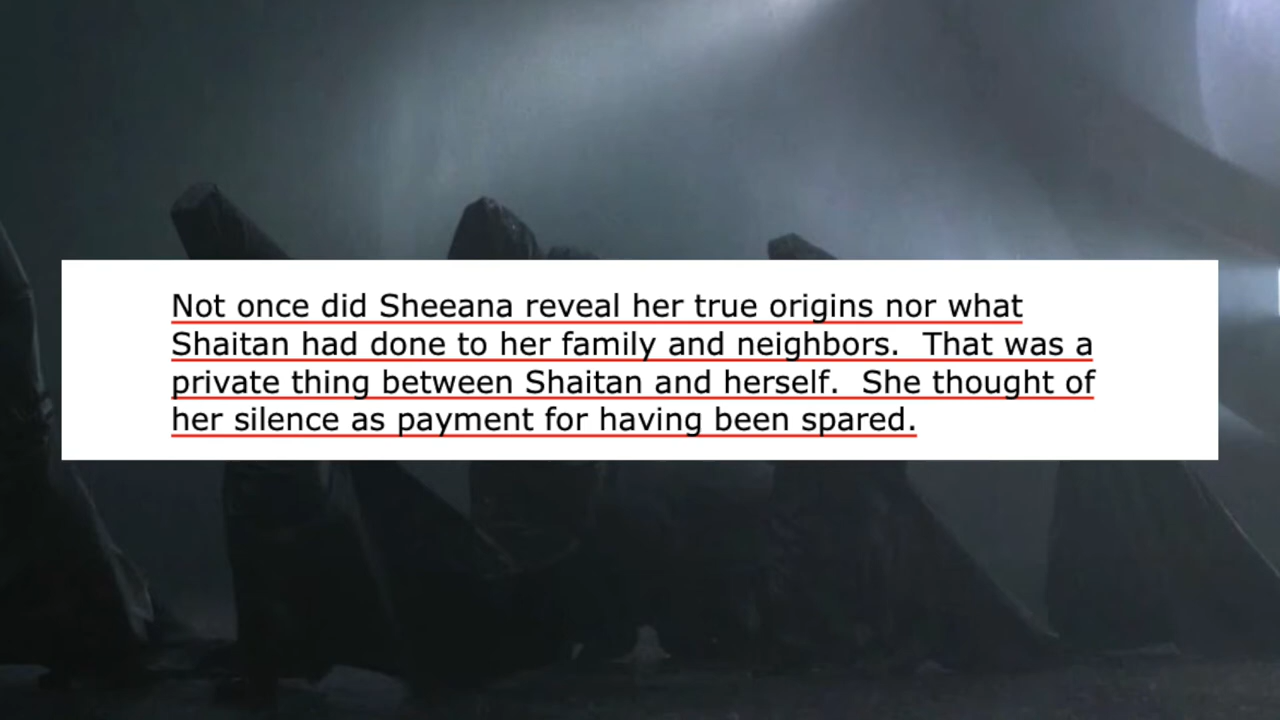 Not once did Sheeana reveal her true origins nor what
Shaitan had done to her family and neighbors.  That was a
private thing between Shaitan and herself.  She thought of
her silence as payment for having been spared.